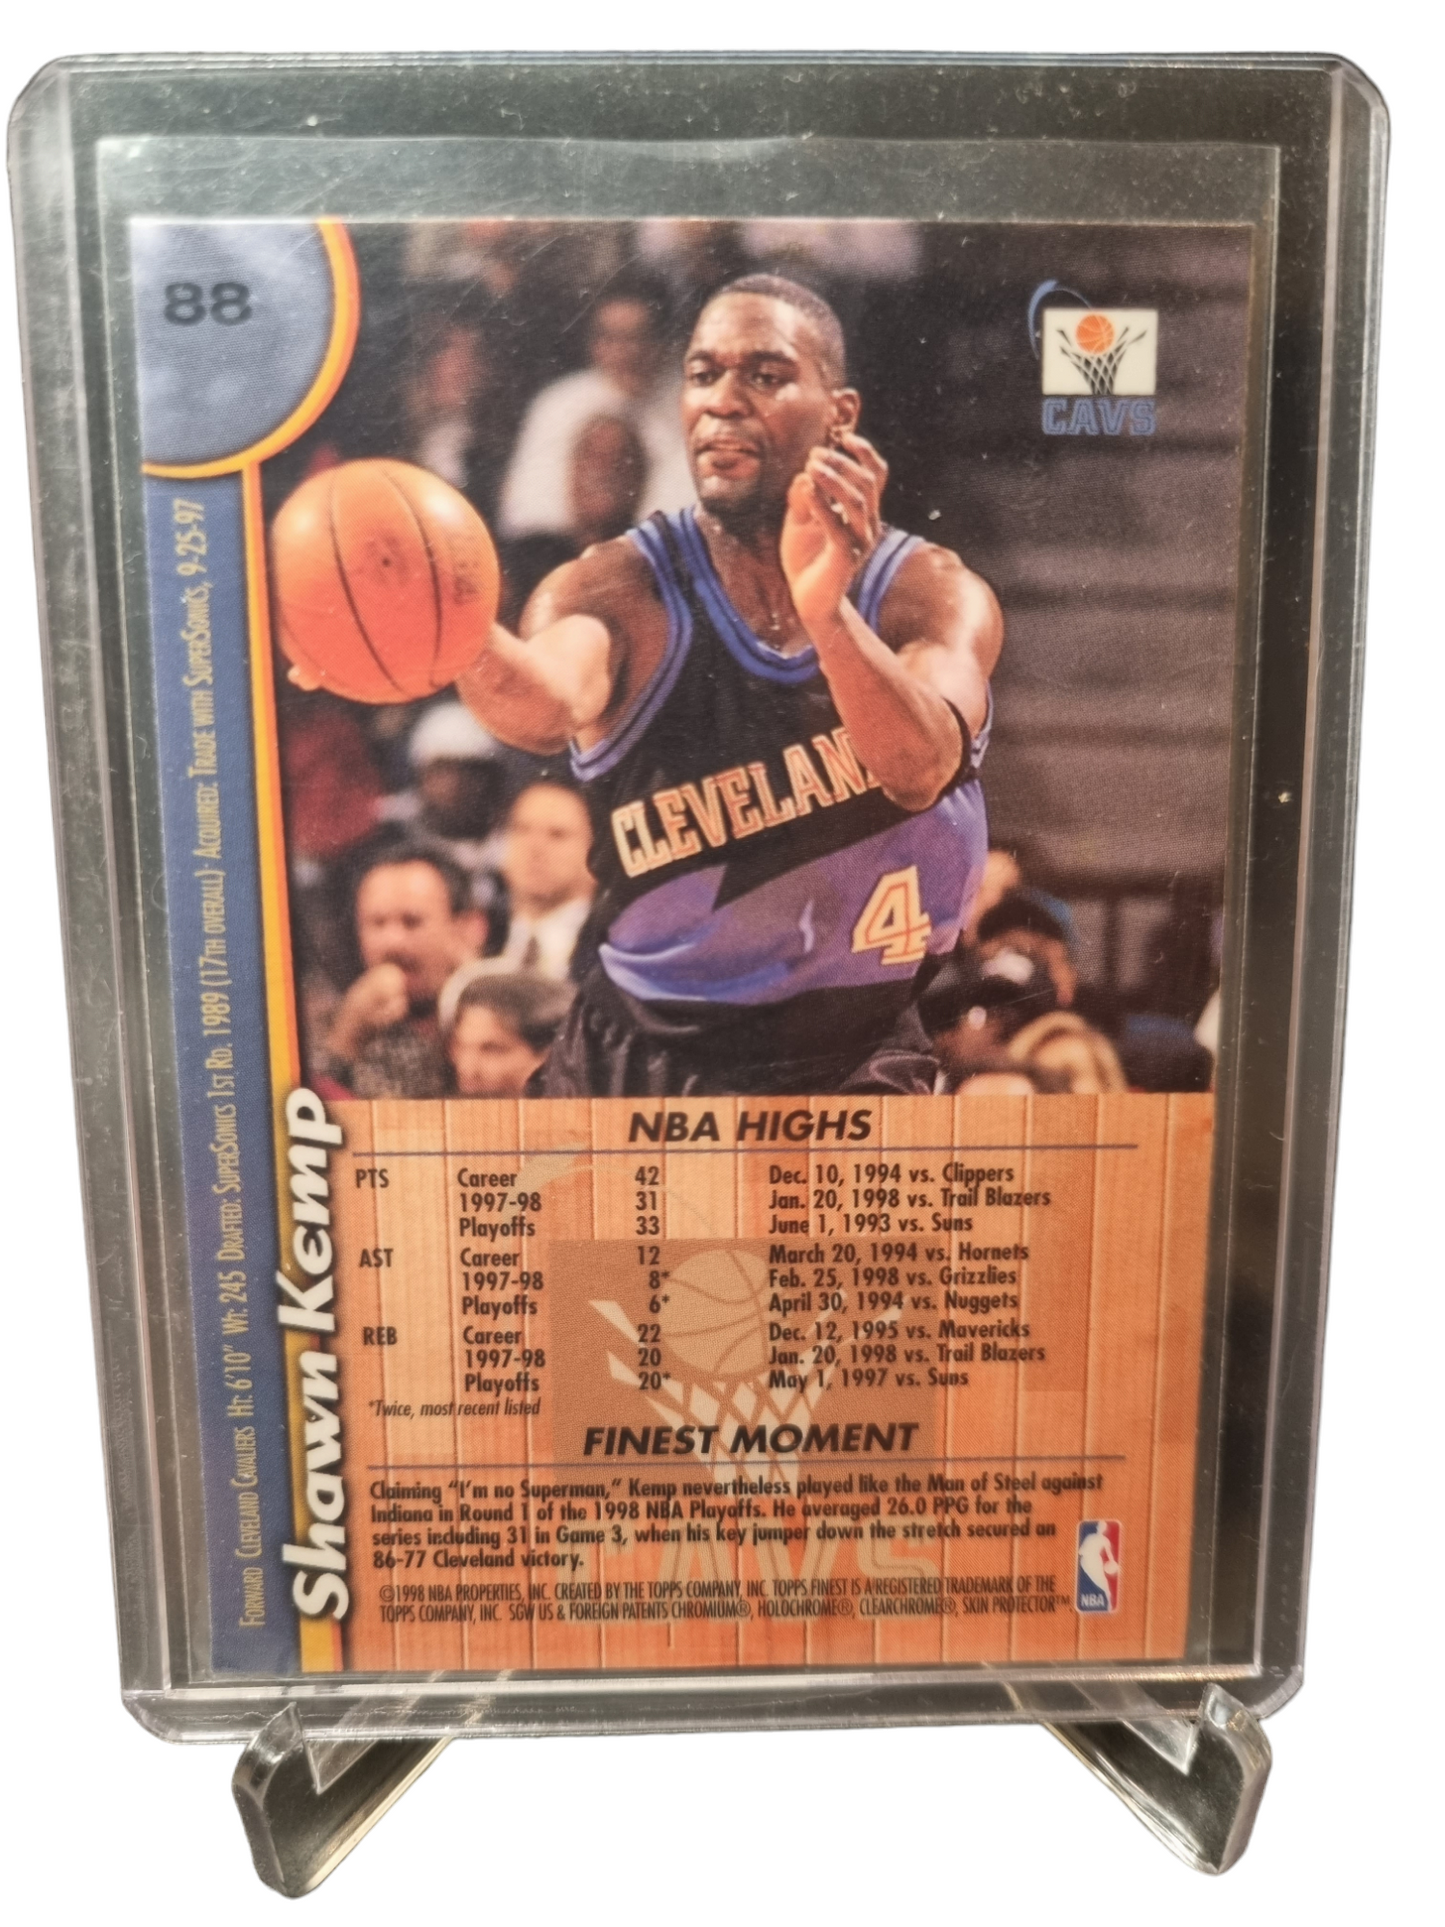 88
CAVS
CLEVELAN
4
Shawn Kemp
FORWARD CLEVELAND CAVALIERS HT: 6'10" WT: 245 DRAFTED: SUPERSONICS 1ST RD. 1989 (17TH OVERALL) ACQUIRED: TRADE WITH SUPERSONICS, 9-25-97
NBA HIGHS
PTS Career 42 Dec. 10, 1994 vs. Clippers
1997-98 31 Jan. 20, 1998 vs. Trail Blazers
Playoffs 33 June 1, 1993 vs. Suns
AST Career 12 March 20, 1994 vs. Hornets
1997-98 8* Feb. 25, 1998 vs. Grizzlies
Playoffs 6* April 30, 1994 vs. Nuggets
REB Career 22 Dec. 12, 1995 vs. Mavericks
1997-98 20 Jan. 20, 1998 vs. Trail Blazers
Playoffs 20* May 1, 1997 vs. Suns
*Twice, most recent listed
FINEST MOMENT
Claiming "I'm no Superman," Kemp nevertheless played like the Man of Steel against
Indiana in Round 1 of the 1998 NBA Playoffs. He averaged 26.0 PPG for the
series including 31 in Game 3, when his key jumper down the stretch secured an
86-77 Cleveland victory.
©1998 NBA PROPERTIES, INC. CREATED BY THE TOPPS COMPANY, INC. TOPPS FINEST IS A REGISTERED TRADEMARK OF THE
TOPPS COMPANY, INC. SGW US & FOREIGN PATENTS CHROMIUM®, HOLOCHROME®, CLEARCHROME®, SKIN PROTECTOR™.
NBA
CAVS